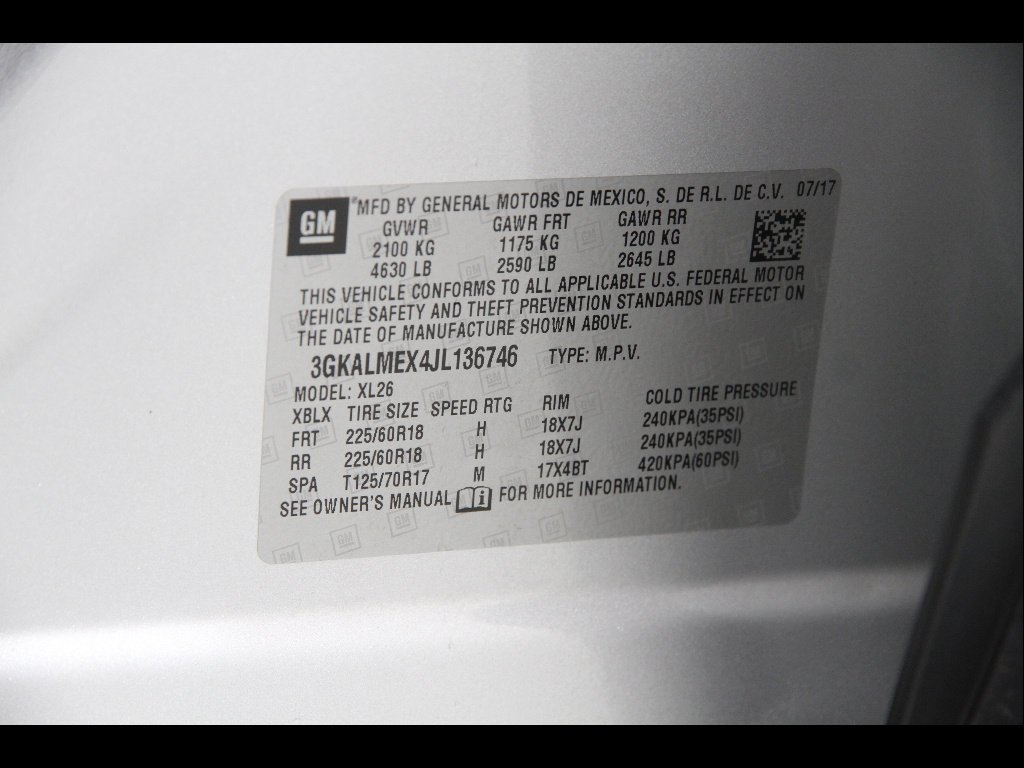 GM
*MFD BY GENERAL MOTORS DE MEXICO, S. DE R.L. DE C.V. 07/17
GVWR GAWR FRT GAWR RR
2100 KG 1175 KG 1200 KG
4630 LB 2590 LB 2645 LB
THIS VEHICLE CONFORMS TO ALL APPLICABLE U.S. FEDERAL MOTOR
VEHICLE SAFETY AND THEFT PREVENTION STANDARDS IN EFFECT ON
THE DATE OF MANUFACTURE SHOWN ABOVE.
3GKALMEX4JL136746 TYPE: M.P.V.
MODEL: XL26
XBLX TIRE SIZE SPEED RTG RIM COLD TIRE PRESSURE
FRT 225/60R18 H 18X7J 240KPA(35PSI)
RR 225/60R18 H 18X7J 240KPA(35PSI)
SPA T125/70R17 M 17X4BT 420KPA(60PSI)
SEE OWNER'S MANUAL i FOR MORE INFORMATION.